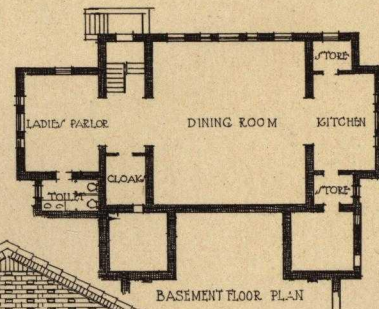 STORE
LADIES' PARLOR
DINING ROOM
KITCHEN
CLOAKS
TOILET
STORE
BASEMENT FLOOR PLAN